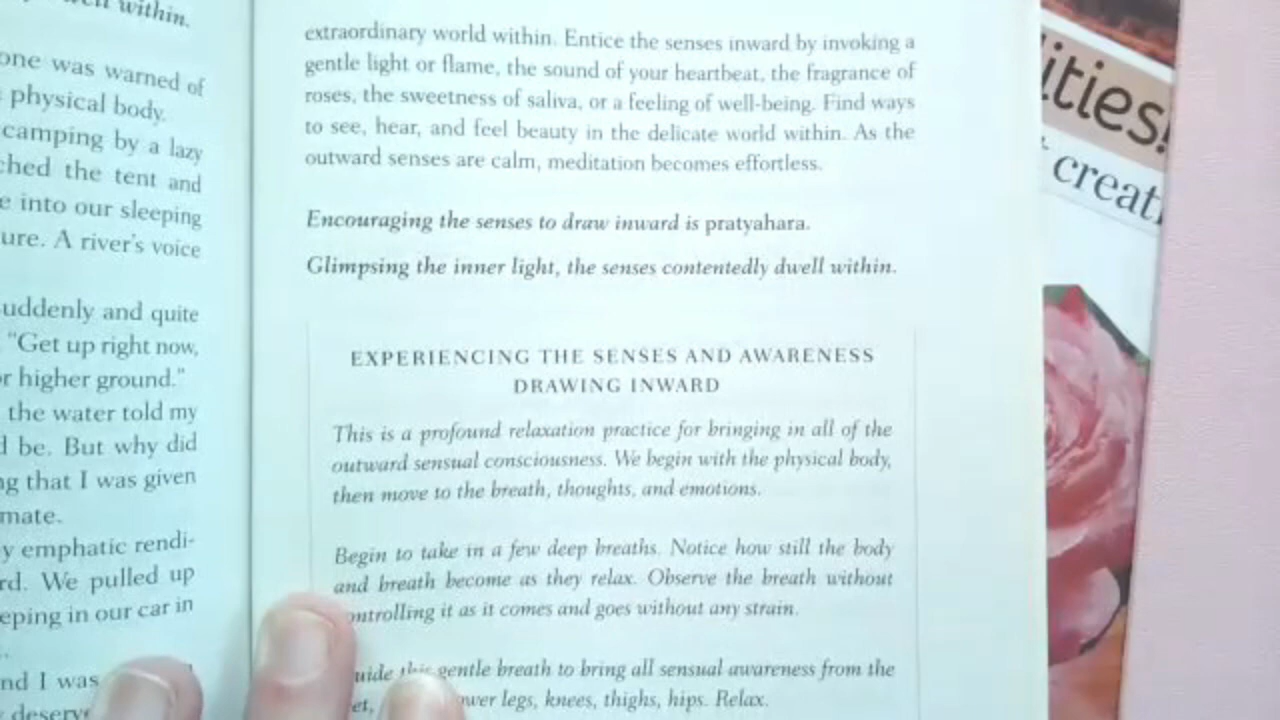 within.
one was warned of
physical body.
camping by a lazy
ched the tent and
e into our sleeping
ure. A river's voice
uddenly and quite
"Get up right now,
r higher ground."
the water told my
d be. But why did
ng that I was given
mate.
y emphatic rendi-
rd. We pulled up
eping in our car in
nd I was
deserv
extraordinary world within. Entice the senses inward by invoking a
gentle light or flame, the sound of your heartbeat, the fragrance of
roses, the sweetness of saliva, or a feeling of well-being. Find ways
to see, hear, and feel beauty in the delicate world within. As the
outward senses are calm, meditation becomes effortless.
Encouraging the senses to draw inward is pratyahara.
Glimpsing the inner light, the senses contentedly dwell within.
EXPERIENCING THE SENSES AND AWARENESS
DRAWING INWARD
This is a profound relaxation practice for bringing in all of the
outward sensual consciousness. We begin with the physical body,
then move to the breath, thoughts, and emotions.
Begin to take in a few deep breaths. Notice how still the body
and breath become as they relax. Observe the breath without
ontrolling it as it comes and goes without any strain.
uide this gentle breath to bring all sensual awareness from the
et, wer legs, knees, thighs, hips. Relax.
ities!
creati